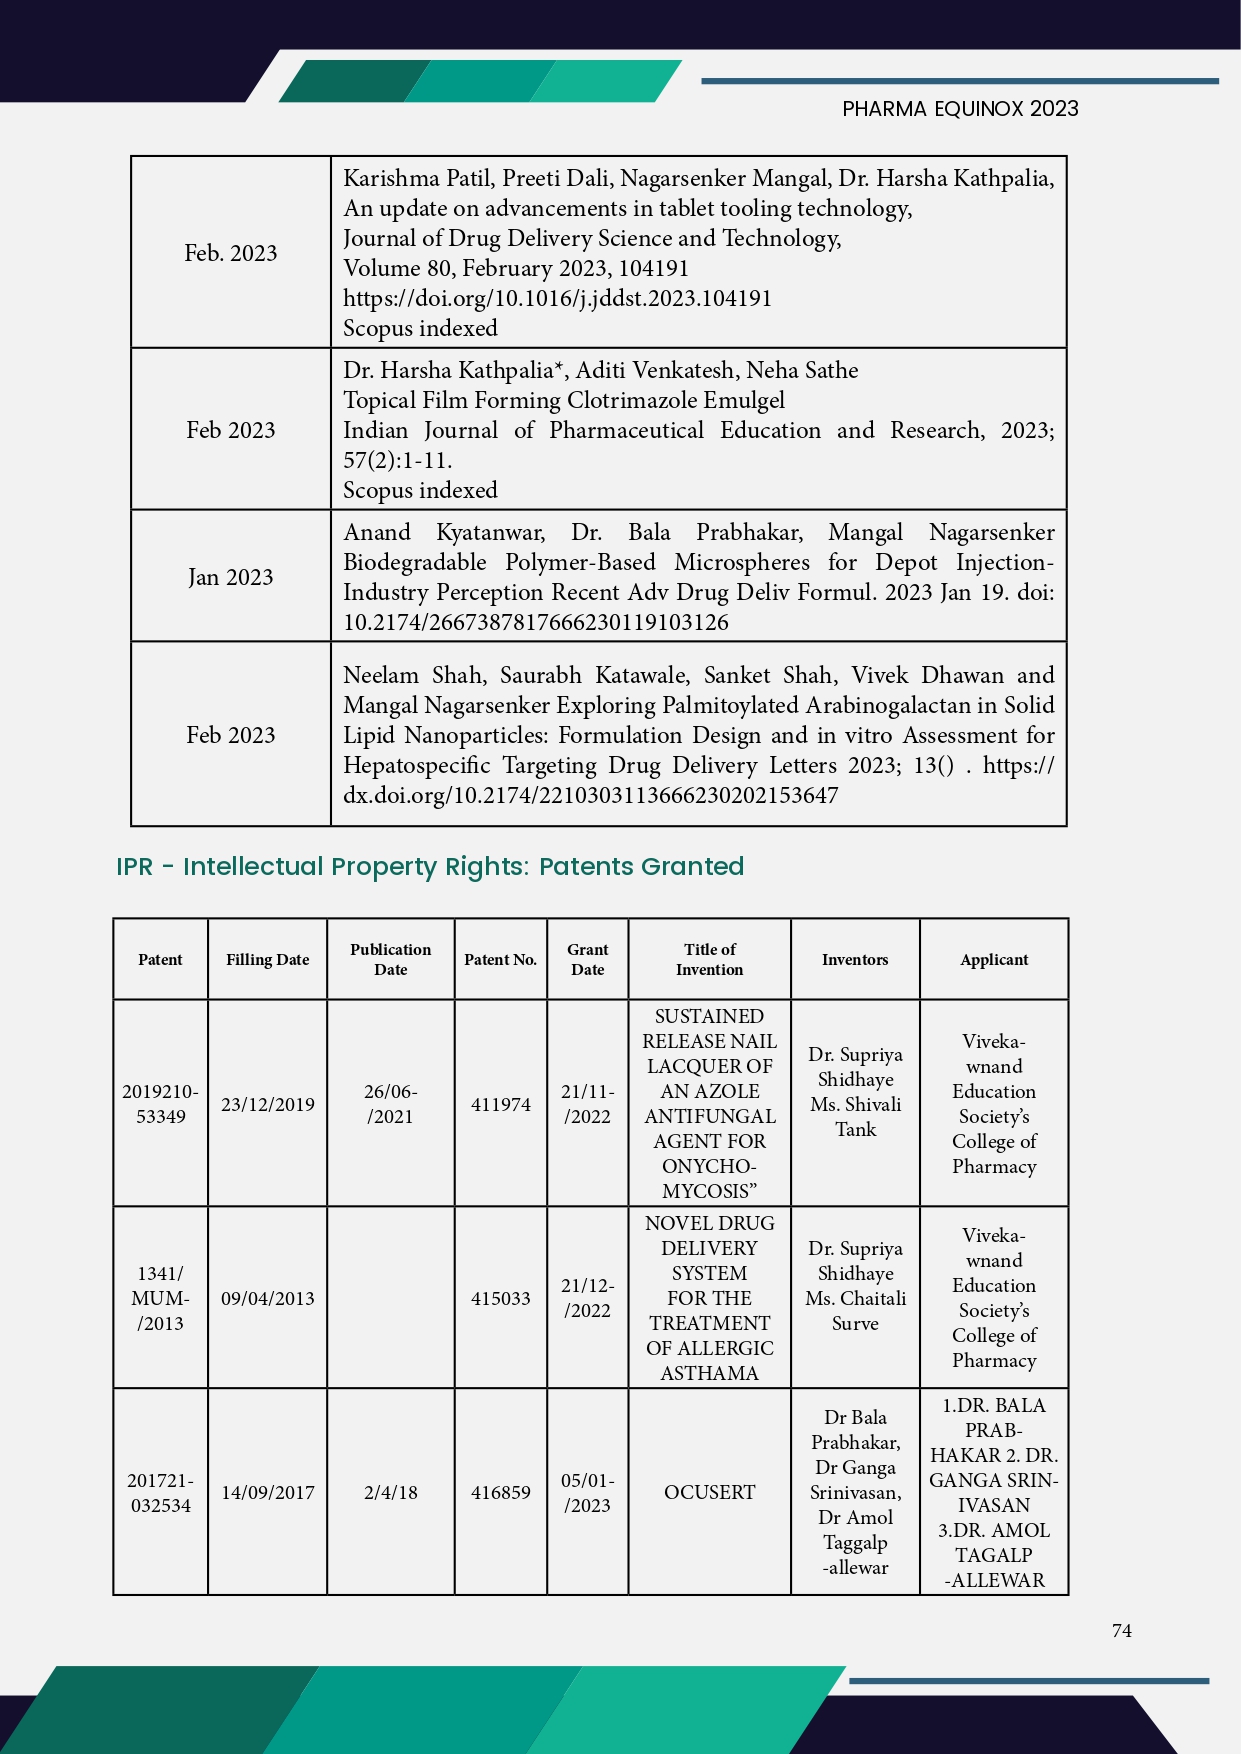 PHARMA EQUINOX 2023
Feb. 2023
Karishma Patil, Preeti Dali, Nagarsenker Mangal, Dr. Harsha Kathpalia,
An update on advancements in tablet tooling technology,
Journal of Drug Delivery Science and Technology,
Volume 80, February 2023, 104191
https://doi.org/10.1016/j.jddst.2023.104191
Scopus indexed
Feb 2023
Dr. Harsha Kathpalia*, Aditi Venkatesh, Neha Sathe
Topical Film Forming Clotrimazole Emulgel
Indian Journal of Pharmaceutical Education and Research, 2023;
57(2):1-11.
Scopus indexed
Jan 2023
Anand Kyatanwar, Dr. Bala Prabhakar, Mangal Nagarsenker
Biodegradable Polymer-Based Microspheres for Depot Injection-
Industry Perception Recent Adv Drug Deliv Formul. 2023 Jan 19. doi:
10.2174/2667387817666230119103126
Feb 2023
Neelam Shah, Saurabh Katawale, Sanket Shah, Vivek Dhawan and
Mangal Nagarsenker Exploring Palmitoylated Arabinogalactan in Solid
Lipid Nanoparticles: Formulation Design and in vitro Assessment for
Hepatospecific Targeting Drug Delivery Letters 2023; 13() . https://
dx.doi.org/10.2174/2210303113666230202153647
IPR - Intellectual Property Rights: Patents Granted
Patent
Filling Date
Publication
Date
Patent No.
Grant
Date
Title of
Invention
Inventors
Applicant
2019210-
53349
23/12/2019
26/06-
/2021
411974
21/11-
/2022
SUSTAINED
RELEASE NAIL
LACQUER OF
AN AZOLE
ANTIFUNGAL
AGENT FOR
ONYCHO-
MYCOSIS”
Dr. Supriya
Shidhaye
Ms. Shivali
Tank
Viveka-
wnand
Education
Society’s
College of
Pharmacy
1341/
MUM-
/2013
09/04/2013
415033
21/12-
/2022
NOVEL DRUG
DELIVERY
SYSTEM
FOR THE
TREATMENT
OF ALLERGIC
ASTHAMA
Dr. Supriya
Shidhaye
Ms. Chaitali
Surve
Viveka-
wnand
Education
Society’s
College of
Pharmacy
201721-
032534
14/09/2017
2/4/18
416859
05/01-
/2023
OCUSERT
Dr Bala
Prabhakar,
Dr Ganga
Srinivasan,
Dr Amol
Taggalp
-allewar
1.DR. BALA
PRAB-
HAKAR 2. DR.
GANGA SRIN-
IVASAN
3.DR. AMOL
TAGALP
-ALLEWAR
74